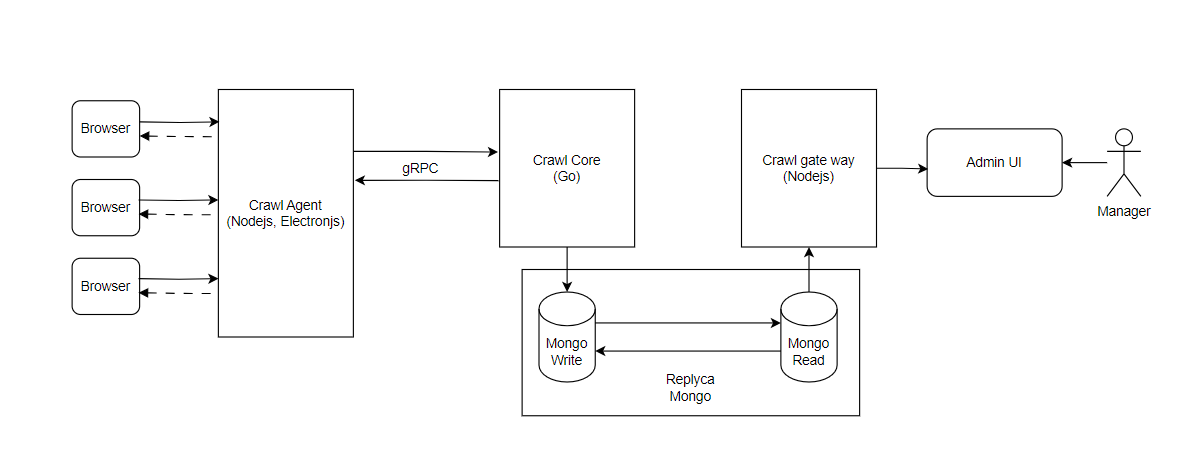 Browser
Browser
Browser
Crawl Agent
(Nodejs, Electronjs)
gRPC
Crawl Core
(Go)
Crawl gate way
(Nodejs)
Admin UI
Manager
Mongo
Write
Mongo
Read
Replyca
Mongo